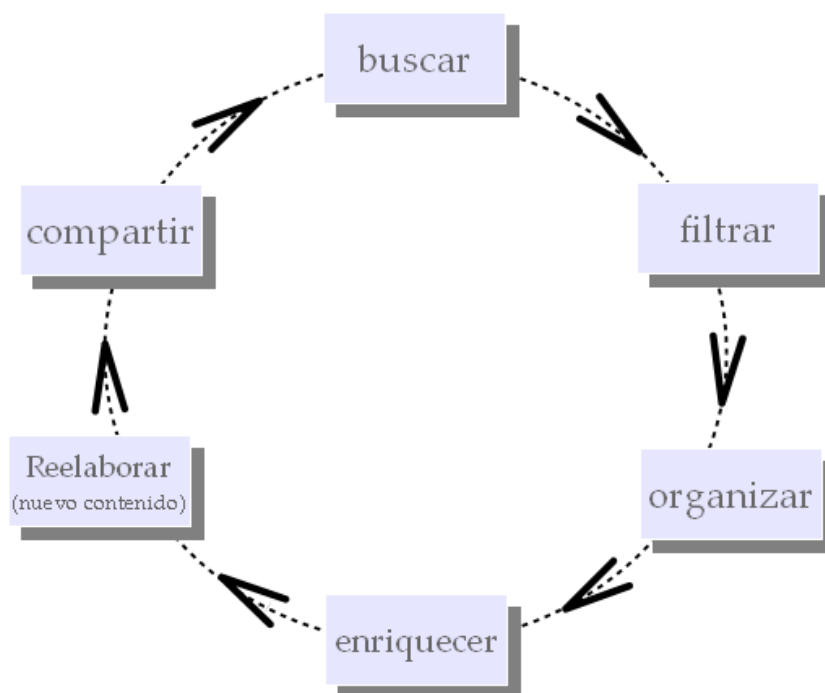 buscar
filtrar
organizar
enriquecer
Reelaborar
(nuevo contenido)
compartir